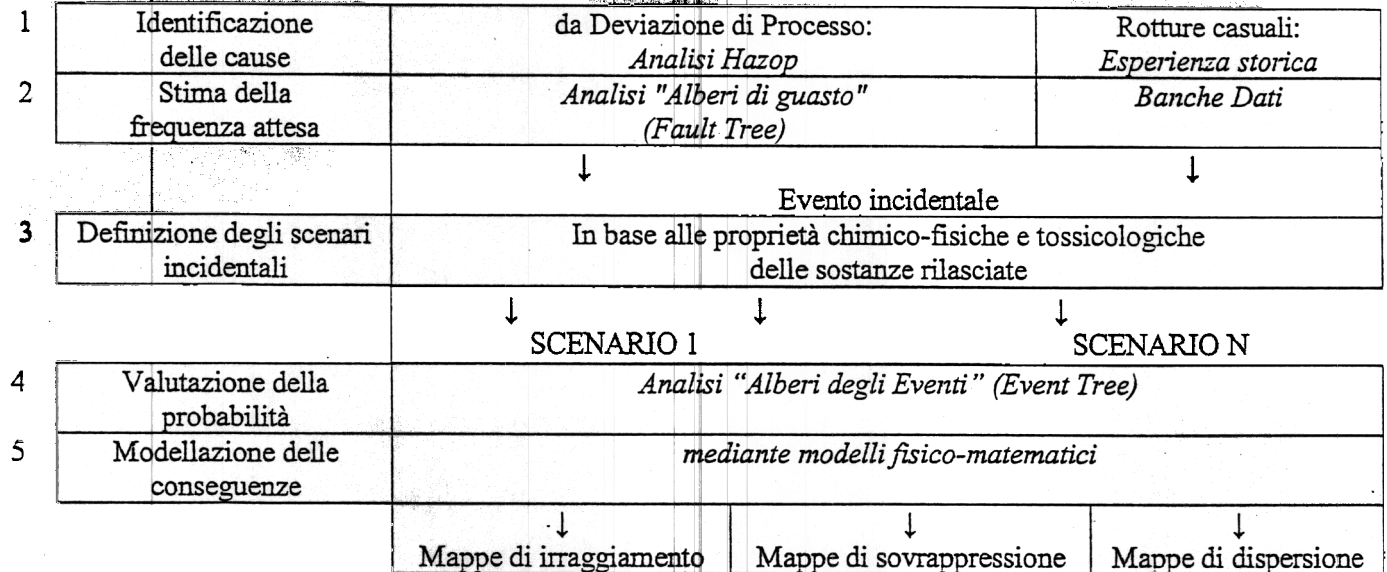 1 Identificazione da Deviazione di Processo: Rotture casuali:
delle cause Analisi Hazop Esperienza storica
2 Stima della Analisi "Alberi di guasto" Banche Dati
frequenza attesa (Fault Tree)
↓ ↓
Evento incidentale
3 Definizione degli scenari In base alle proprietà chimico-fisiche e tossicologiche
incidentali delle sostanze rilasciate
↓ ↓ ↓
SCENARIO 1 SCENARIO N
4 Valutazione della Analisi “Alberi degli Eventi” (Event Tree)
probabilità
5 Modellazione delle mediante modelli fisico-matematici
conseguenze
↓ ↓ ↓
Mappe di irraggiamento Mappe di sovrappressione Mappe di dispersione